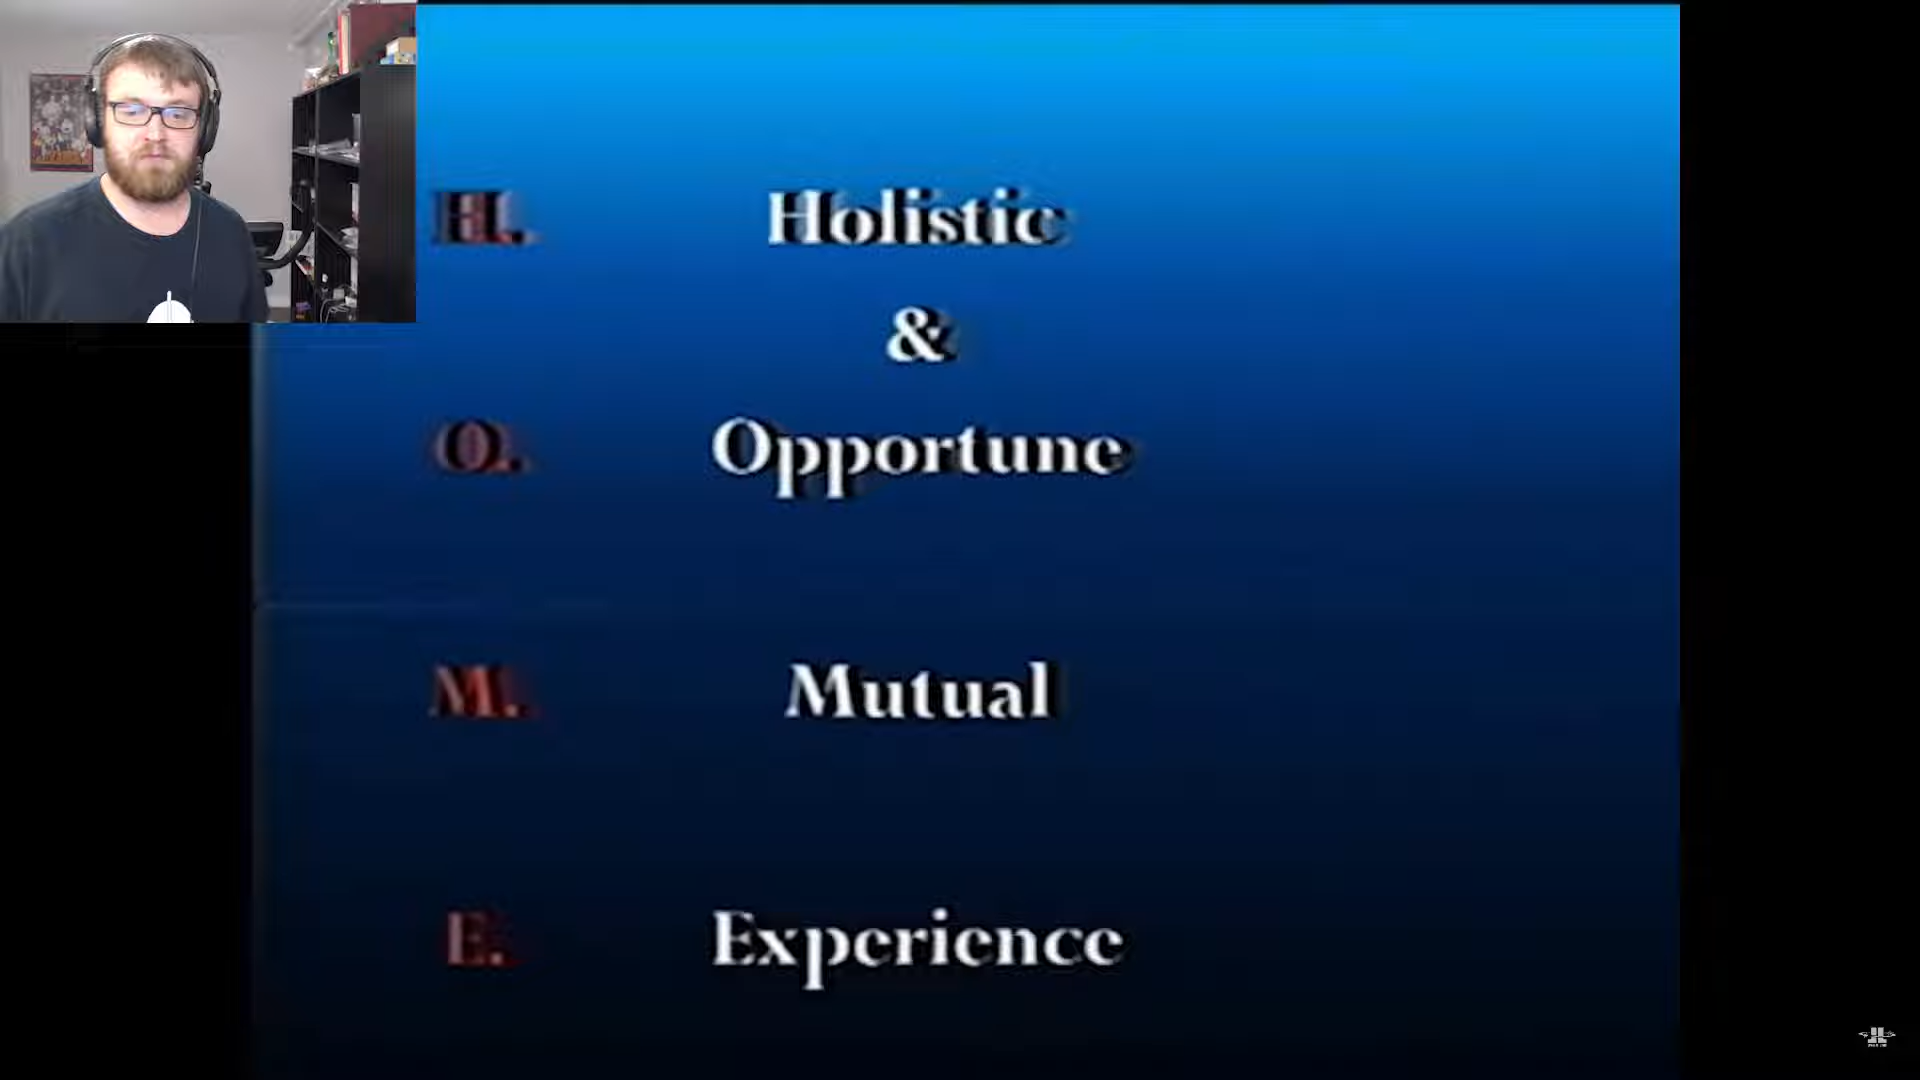 H. Holistic
&
O. Opportune
M. Mutual
E. Experience